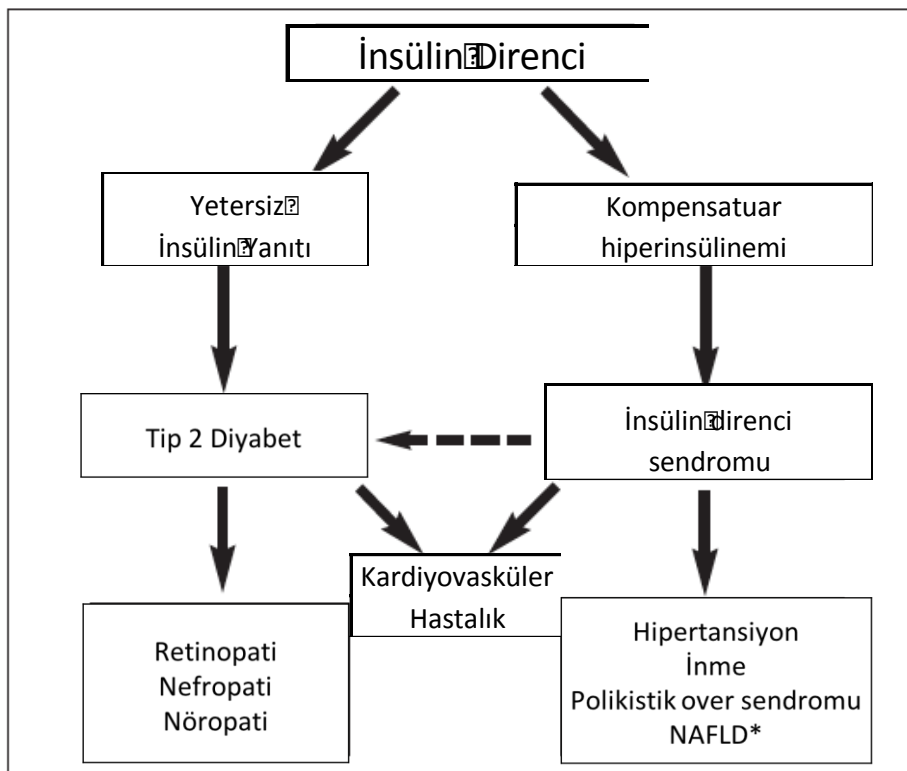 İnsülin Direnci
Yetersiz
İnsülin Yanıtı
Kompensatuar
hiperinsülinemi
Tip 2 Diyabet
İnsülin direnci
sendromu
Kardiyovasküler
Hastalık
Retinopati
Nefropati
Nöropati
Hipertansiyon
İnme
Polikistik over sendromu
NAFLD*